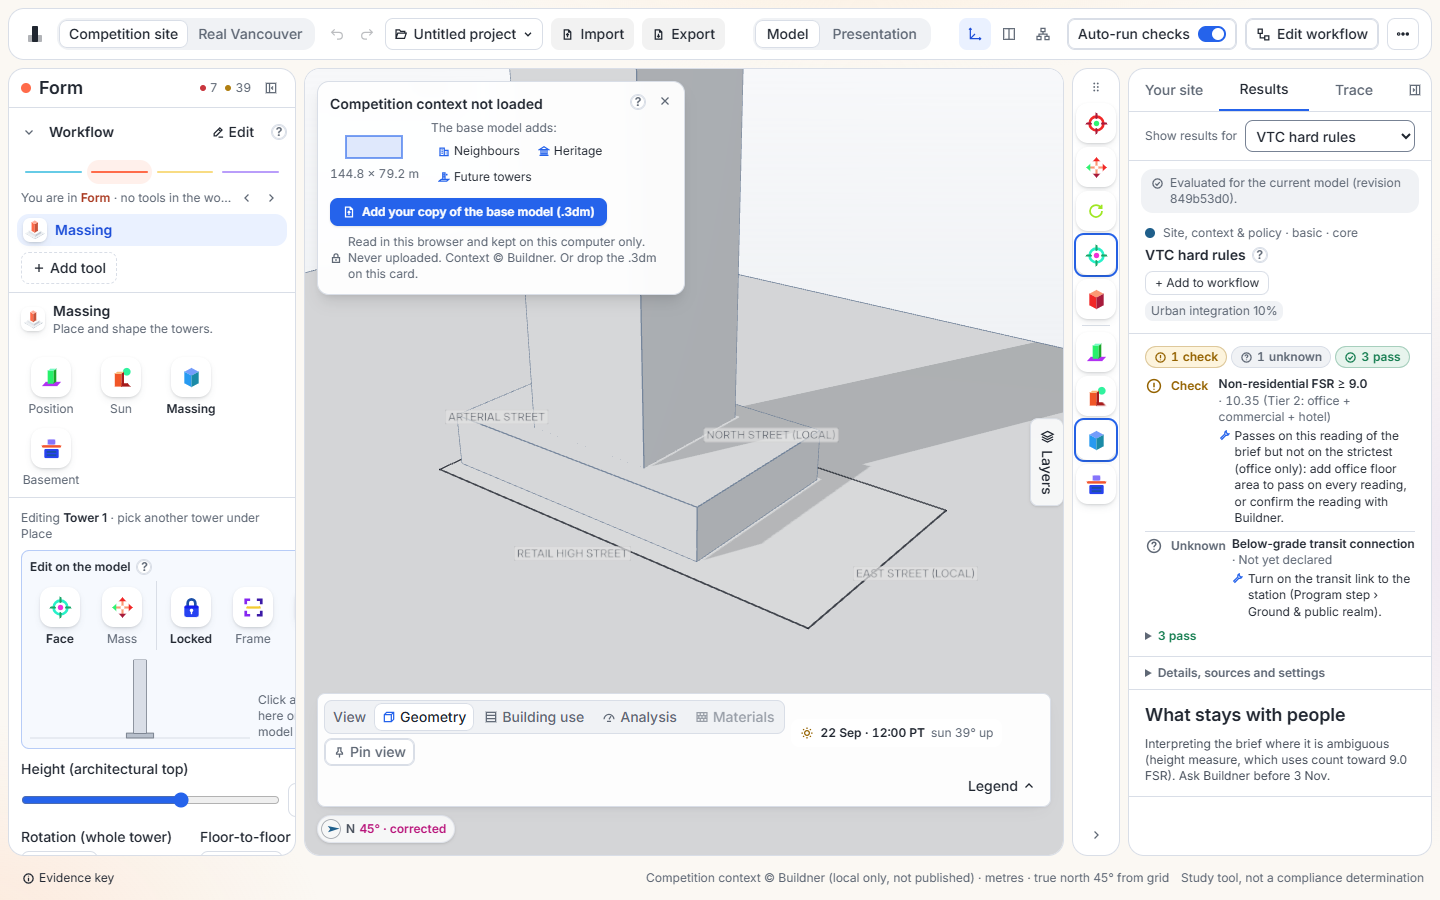 Competition site
Real Vancouver
Untitled project
Import
Export
Model
Presentation
Auto-run checks
Edit workflow
Form
7
39
Workflow
Edit
?
You are in Form · no tools in the wo...
Massing
+ Add tool
Massing
Place and shape the towers.
Position
Sun
Massing
Basement
Editing Tower 1 · pick another tower under
Place
Edit on the model
?
Face
Mass
Locked
Frame
Click a
here o
model
Height (architectural top)
Rotation (whole tower)
Floor-to-floor
Evidence key
Competition context not loaded
?
The base model adds:
Neighbours
Heritage
Future towers
144.8 × 79.2 m
Add your copy of the base model (.3dm)
Read in this browser and kept on this computer only.
Never uploaded. Context © Buildner. Or drop the .3dm
on this card.
ARTERIAL STREET
NORTH STREET (LOCAL)
RETAIL HIGH STREET
EAST STREET (LOCAL)
Layers
View
Geometry
Building use
Analysis
Materials
22 Sep · 12:00 PT sun 39° up
Pin view
Legend
N 45° · corrected
Your site
Results
Trace
Show results for
VTC hard rules
Evaluated for the current model (revision
849b53d0).
Site, context & policy · basic · core
VTC hard rules
?
+ Add to workflow
Urban integration 10%
1 check
1 unknown
3 pass
Check
Non-residential FSR ≥ 9.0
· 10.35 (Tier 2: office +
commercial + hotel)
Passes on this reading of the
brief but not on the strictest
(office only): add office floor
area to pass on every reading,
or confirm the reading with
Buildner.
Unknown
Below-grade transit connection
· Not yet declared
Turn on the transit link to the
station (Program step ›
Ground & public realm).
3 pass
Details, sources and settings
What stays with people
Interpreting the brief where it is ambiguous
(height measure, which uses count toward 9.0
FSR). Ask Buildner before 3 Nov.
Competition context © Buildner (local only, not published) · metres · true north 45° from grid
Study tool, not a compliance determination